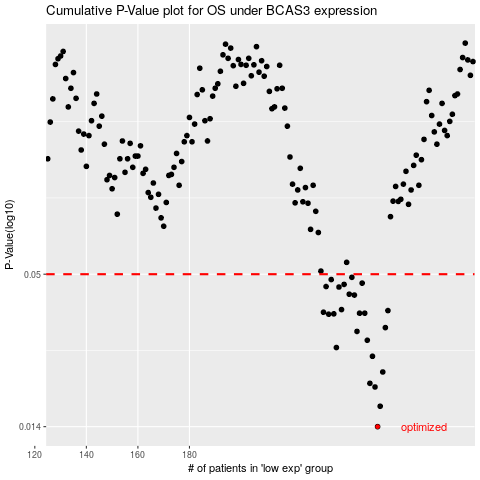 Cumulative P-Value plot for OS under BCAS3 expression
P-Value(log10)
0.05
0.014
optimized
120 140 160 180
# of patients in 'low exp' group